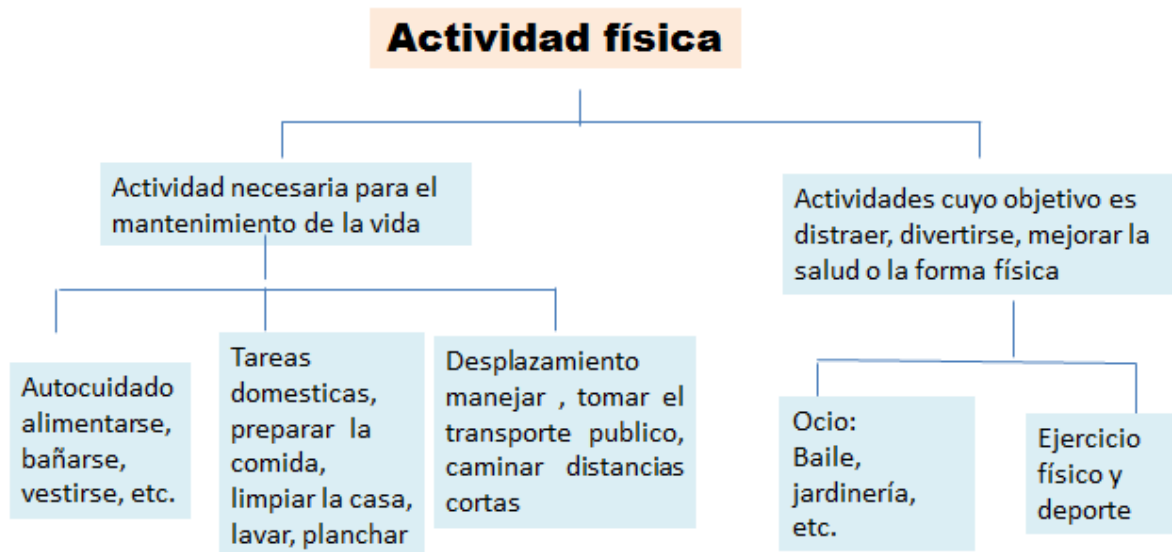 Actividad física
Actividad necesaria para el
mantenimiento de la vida
Actividades cuyo objetivo es
distraer, divertirse, mejorar la
salud o la forma física
Autocuidado
alimentarse,
bañarse,
vestirse, etc.
Tareas
domesticas,
preparar la
comida,
limpiar la casa,
lavar, planchar
Desplazamiento
manejar , tomar el
transporte publico,
caminar distancias
cortas
Ocio:
Baile,
jardinería,
etc.
Ejercicio
físico y
deporte